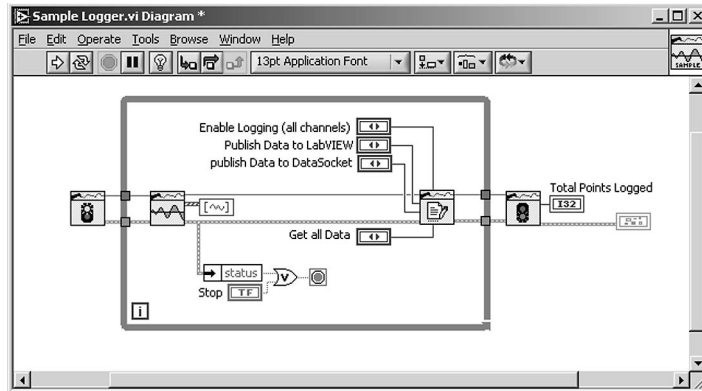 Sample Logger.vi Diagram *
File Edit Operate Tools Browse Window Help
13pt Application Font
SAMPLE
Enable Logging (all channels)
Publish Data to LabVIEW
publish Data to DataSocket
Total Points Logged
I32
Get all Data
status
Stop TF
V
i